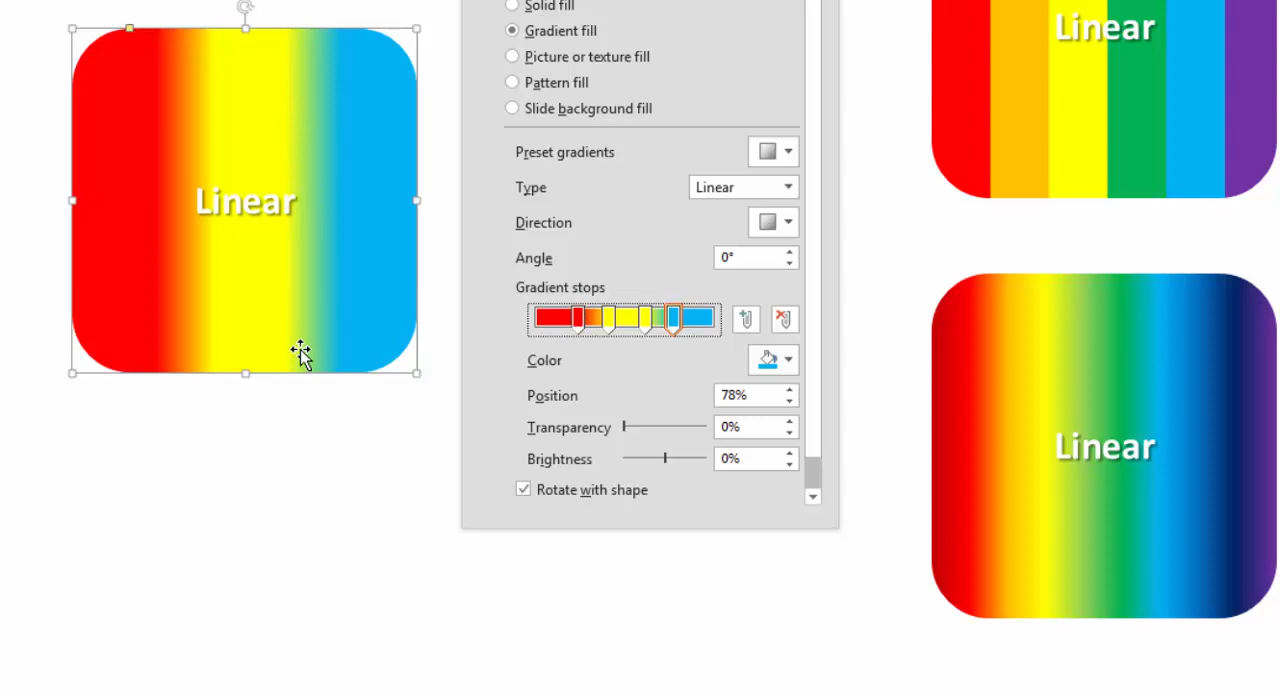 Linear
Solid fill
Gradient fill
Picture or texture fill
Pattern fill
Slide background fill
Preset gradients
Type Linear
Direction
Angle 0°
Gradient stops
Color
Position 78%
Transparency 0%
Brightness 0%
Rotate with shape
Linear
Linear